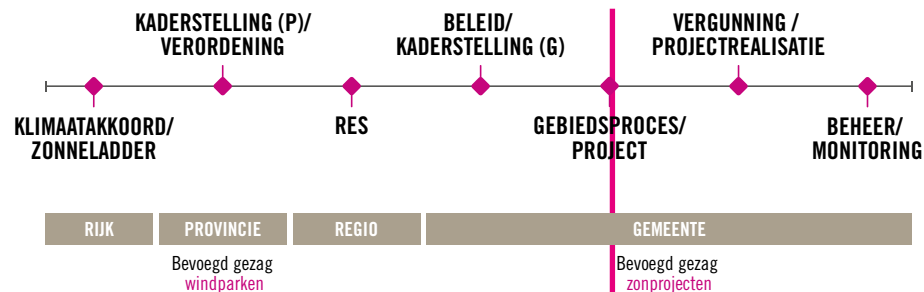 KADERSTELLING (P)/
VERORDENING
BELEID/
KADERSTELLING (G)
VERGUNNING /
PROJECTREALISATIE
KLIMAATAKKOORD/
ZONNELADDER
RES
GEBIEDSPROCES/
PROJECT
BEHEER/
MONITORING
RIJK
PROVINCIE
REGIO
GEMEENTE
Bevoegd gezag
windparken
Bevoegd gezag
zonprojecten